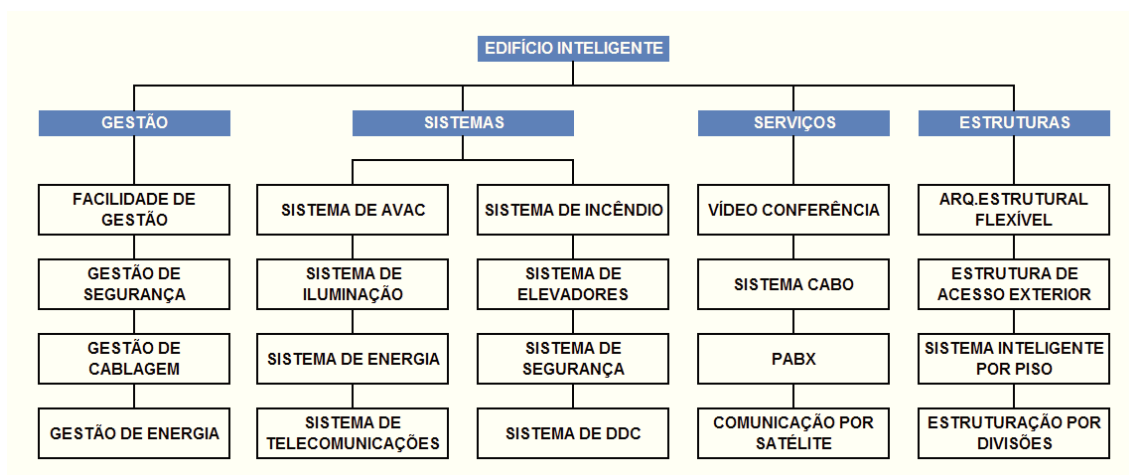 EDIFÍCIO INTELIGENTE
GESTÃO
SISTEMAS
SERVIÇOS
ESTRUTURAS
FACILIDADE DE
GESTÃO
SISTEMA DE AVAC
SISTEMA DE INCÊNDIO
VÍDEO CONFERÊNCIA
ARQ.ESTRUTURAL
FLEXÍVEL
GESTÃO DE
SEGURANÇA
SISTEMA DE
ILUMINAÇÃO
SISTEMA DE
ELEVADORES
SISTEMA CABO
ESTRUTURA DE
ACESSO EXTERIOR
GESTÃO DE
CABLAGEM
SISTEMA DE ENERGIA
SISTEMA DE
SEGURANÇA
PABX
SISTEMA INTELIGENTE
POR PISO
GESTÃO DE ENERGIA
SISTEMA DE
TELECOMUNICAÇÕES
SISTEMA DE DDC
COMUNICAÇÃO POR
SATÉLITE
ESTRUTURAÇÃO POR
DIVISÕES